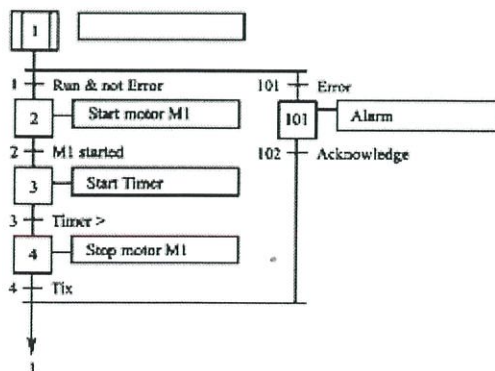 1
1 Run & not Error
101 Error
2 Start motor M1
101 Alarm
2 M1 started
102 Acknowledge
3 Start Timer
3 Timer >
4 Stop motor M1
4 Tix
1